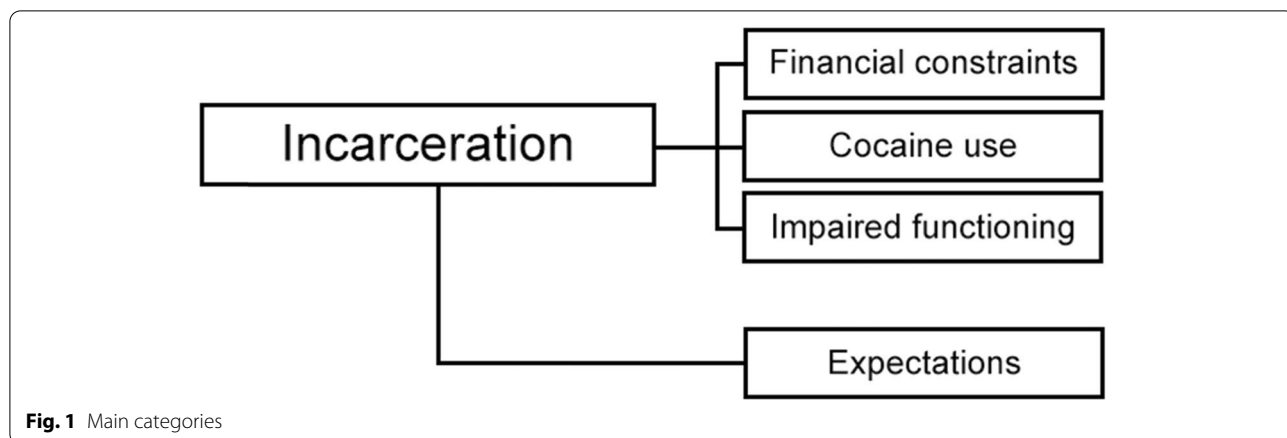 Financial constraints
Incarceration
Cocaine use
Impaired functioning
Expectations
Fig. 1 Main categories